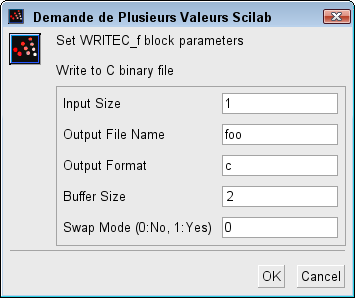 Demande de Plusieurs Valeurs Scilab
Set WRITEC_f block parameters
Write to C binary file
Input Size 1
Output File Name foo
Output Format c
Buffer Size 2
Swap Mode (0:No, 1:Yes) 0
OK Cancel